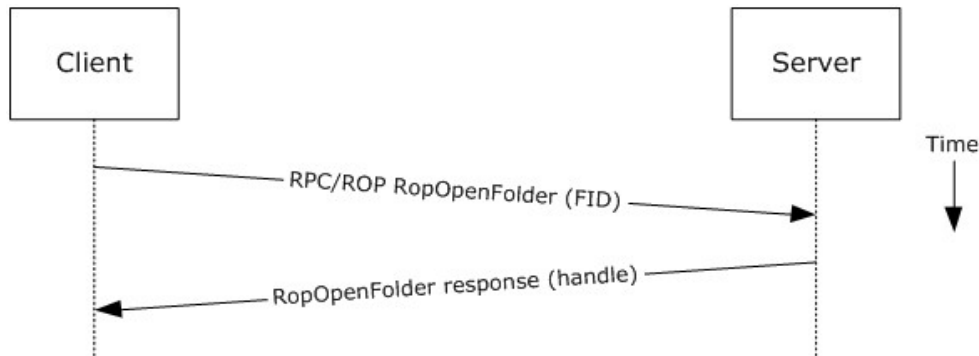 Client
Server
Time
RPC/ROP RopOpenFolder (FID)
RopOpenFolder response (handle)